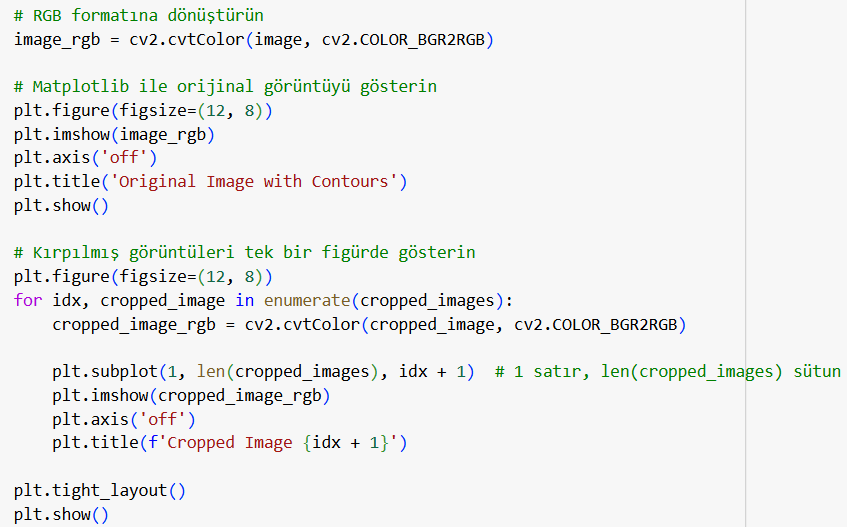 # RGB formatına dönüştürün
image_rgb = cv2.cvtColor(image, cv2.COLOR_BGR2RGB)
# Matplotlib ile orijinal görüntüyü gösterin
plt.figure(figsize=(12, 8))
plt.imshow(image_rgb)
plt.axis('off')
plt.title('Original Image with Contours')
plt.show()
# Kırpılmış görüntüleri tek bir figürde gösterin
plt.figure(figsize=(12, 8))
for idx, cropped_image in enumerate(cropped_images):
    cropped_image_rgb = cv2.cvtColor(cropped_image, cv2.COLOR_BGR2RGB)
    plt.subplot(1, len(cropped_images), idx + 1)  # 1 satır, len(cropped_images) sütun
    plt.imshow(cropped_image_rgb)
    plt.axis('off')
    plt.title(f'Cropped Image {idx + 1}')
plt.tight_layout()
plt.show()